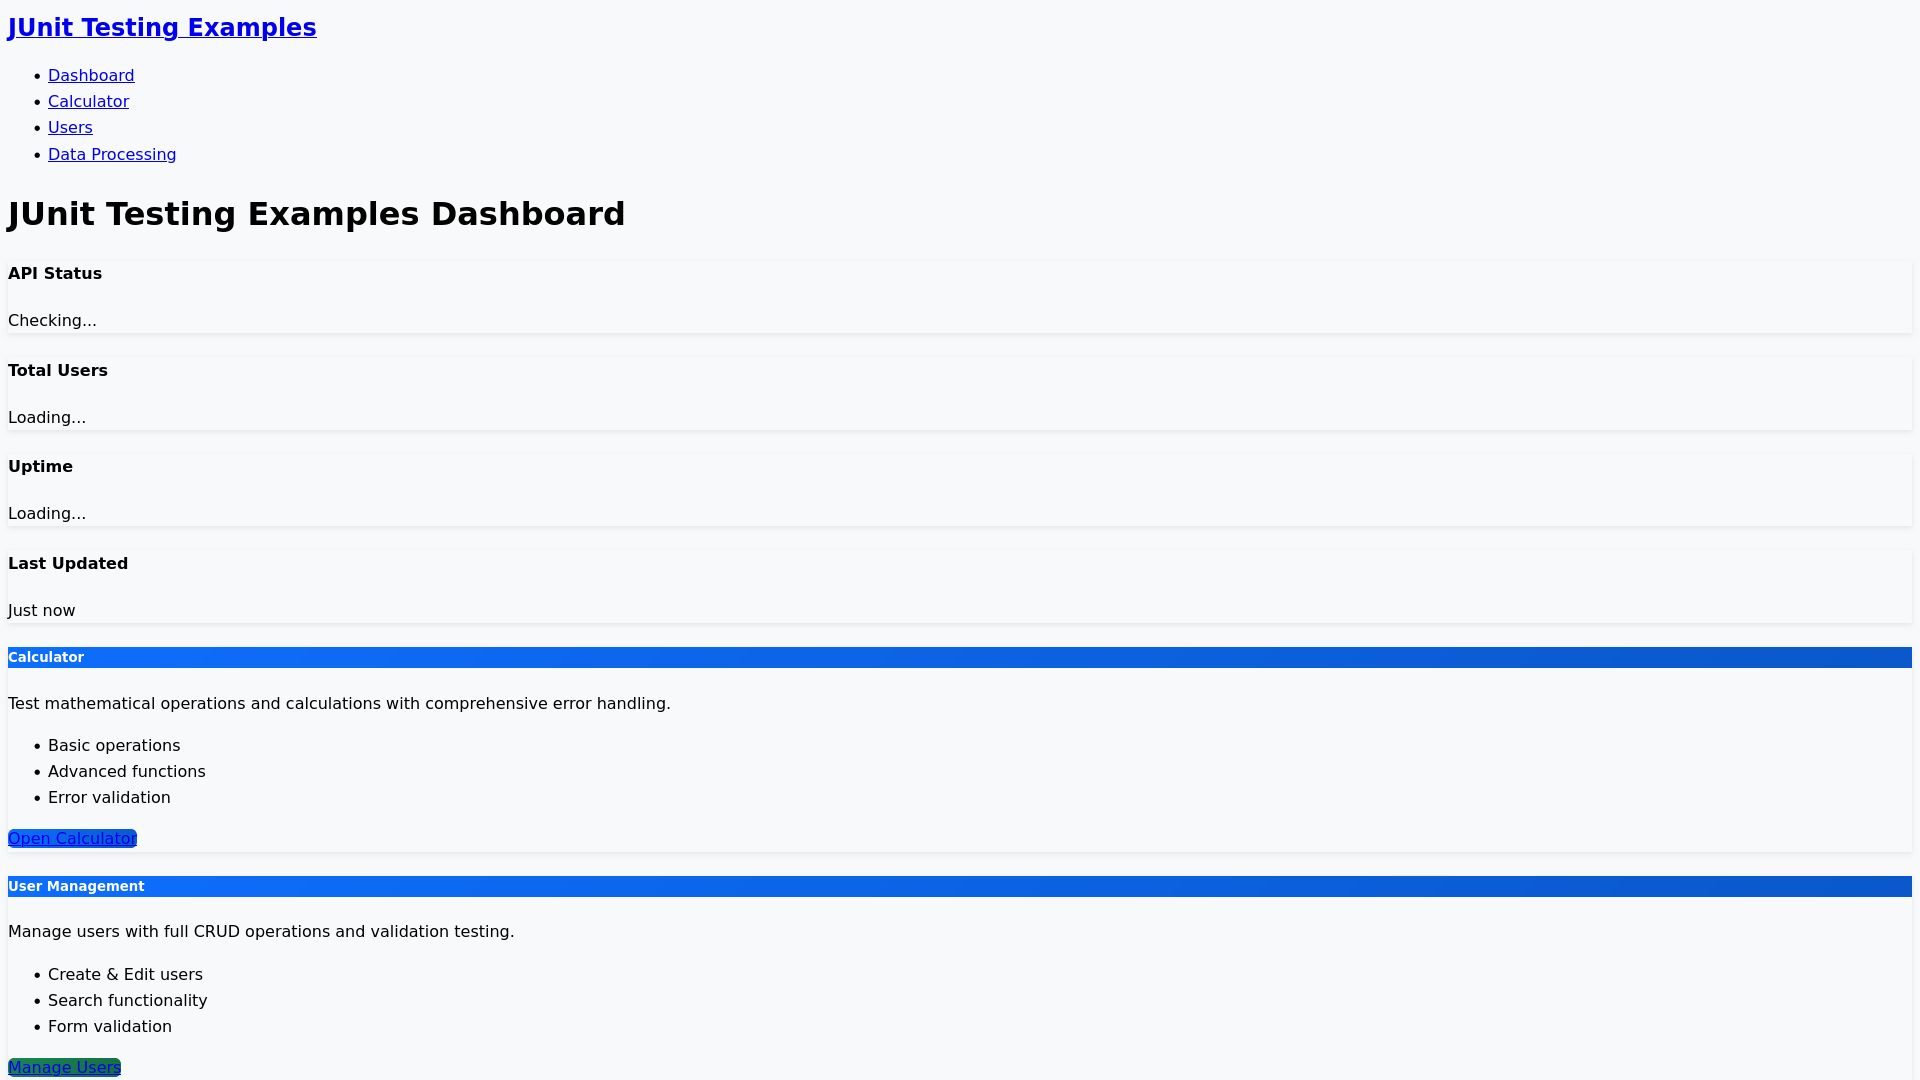 JUnit Testing Examples
Dashboard
Calculator
Users
Data Processing
JUnit Testing Examples Dashboard
API Status
Checking...
Total Users
Loading...
Uptime
Loading...
Last Updated
Just now
Calculator
Test mathematical operations and calculations with comprehensive error handling.
Basic operations
Advanced functions
Error validation
Open Calculator
User Management
Manage users with full CRUD operations and validation testing.
Create & Edit users
Search functionality
Form validation
Manage Users